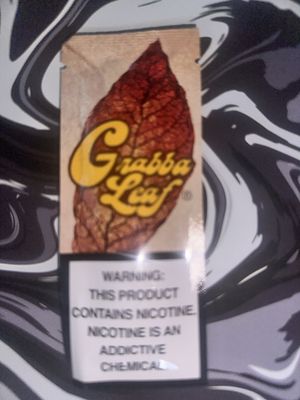 Grabba
Leaf®
WARNING:
THIS PRODUCT
CONTAINS NICOTINE.
NICOTINE IS AN
ADDICTIVE
CHEMICAL.